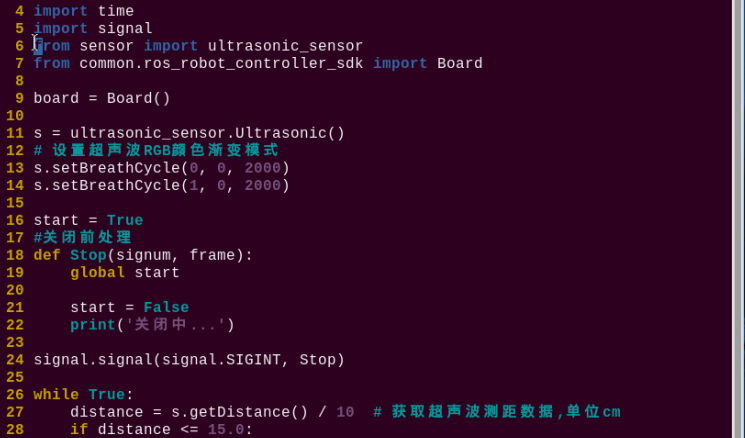 4 import time
5 import signal
6 from sensor import ultrasonic_sensor
7 from common.ros_robot_controller_sdk import Board
8
9 board = Board()
10
11 s = ultrasonic_sensor.Ultrasonic()
12 # 设置超声波RGB颜色渐变模式
13 s.setBreathCycle(0, 0, 2000)
14 s.setBreathCycle(1, 0, 2000)
15
16 start = True
17 #关闭前处理
18 def Stop(signum, frame):
19     global start
20
21     start = False
22     print('关闭中...')
23
24 signal.signal(signal.SIGINT, Stop)
25
26 while True:
27     distance = s.getDistance() / 10  # 获取超声波测距数据,单位cm
28     if distance <= 15.0: